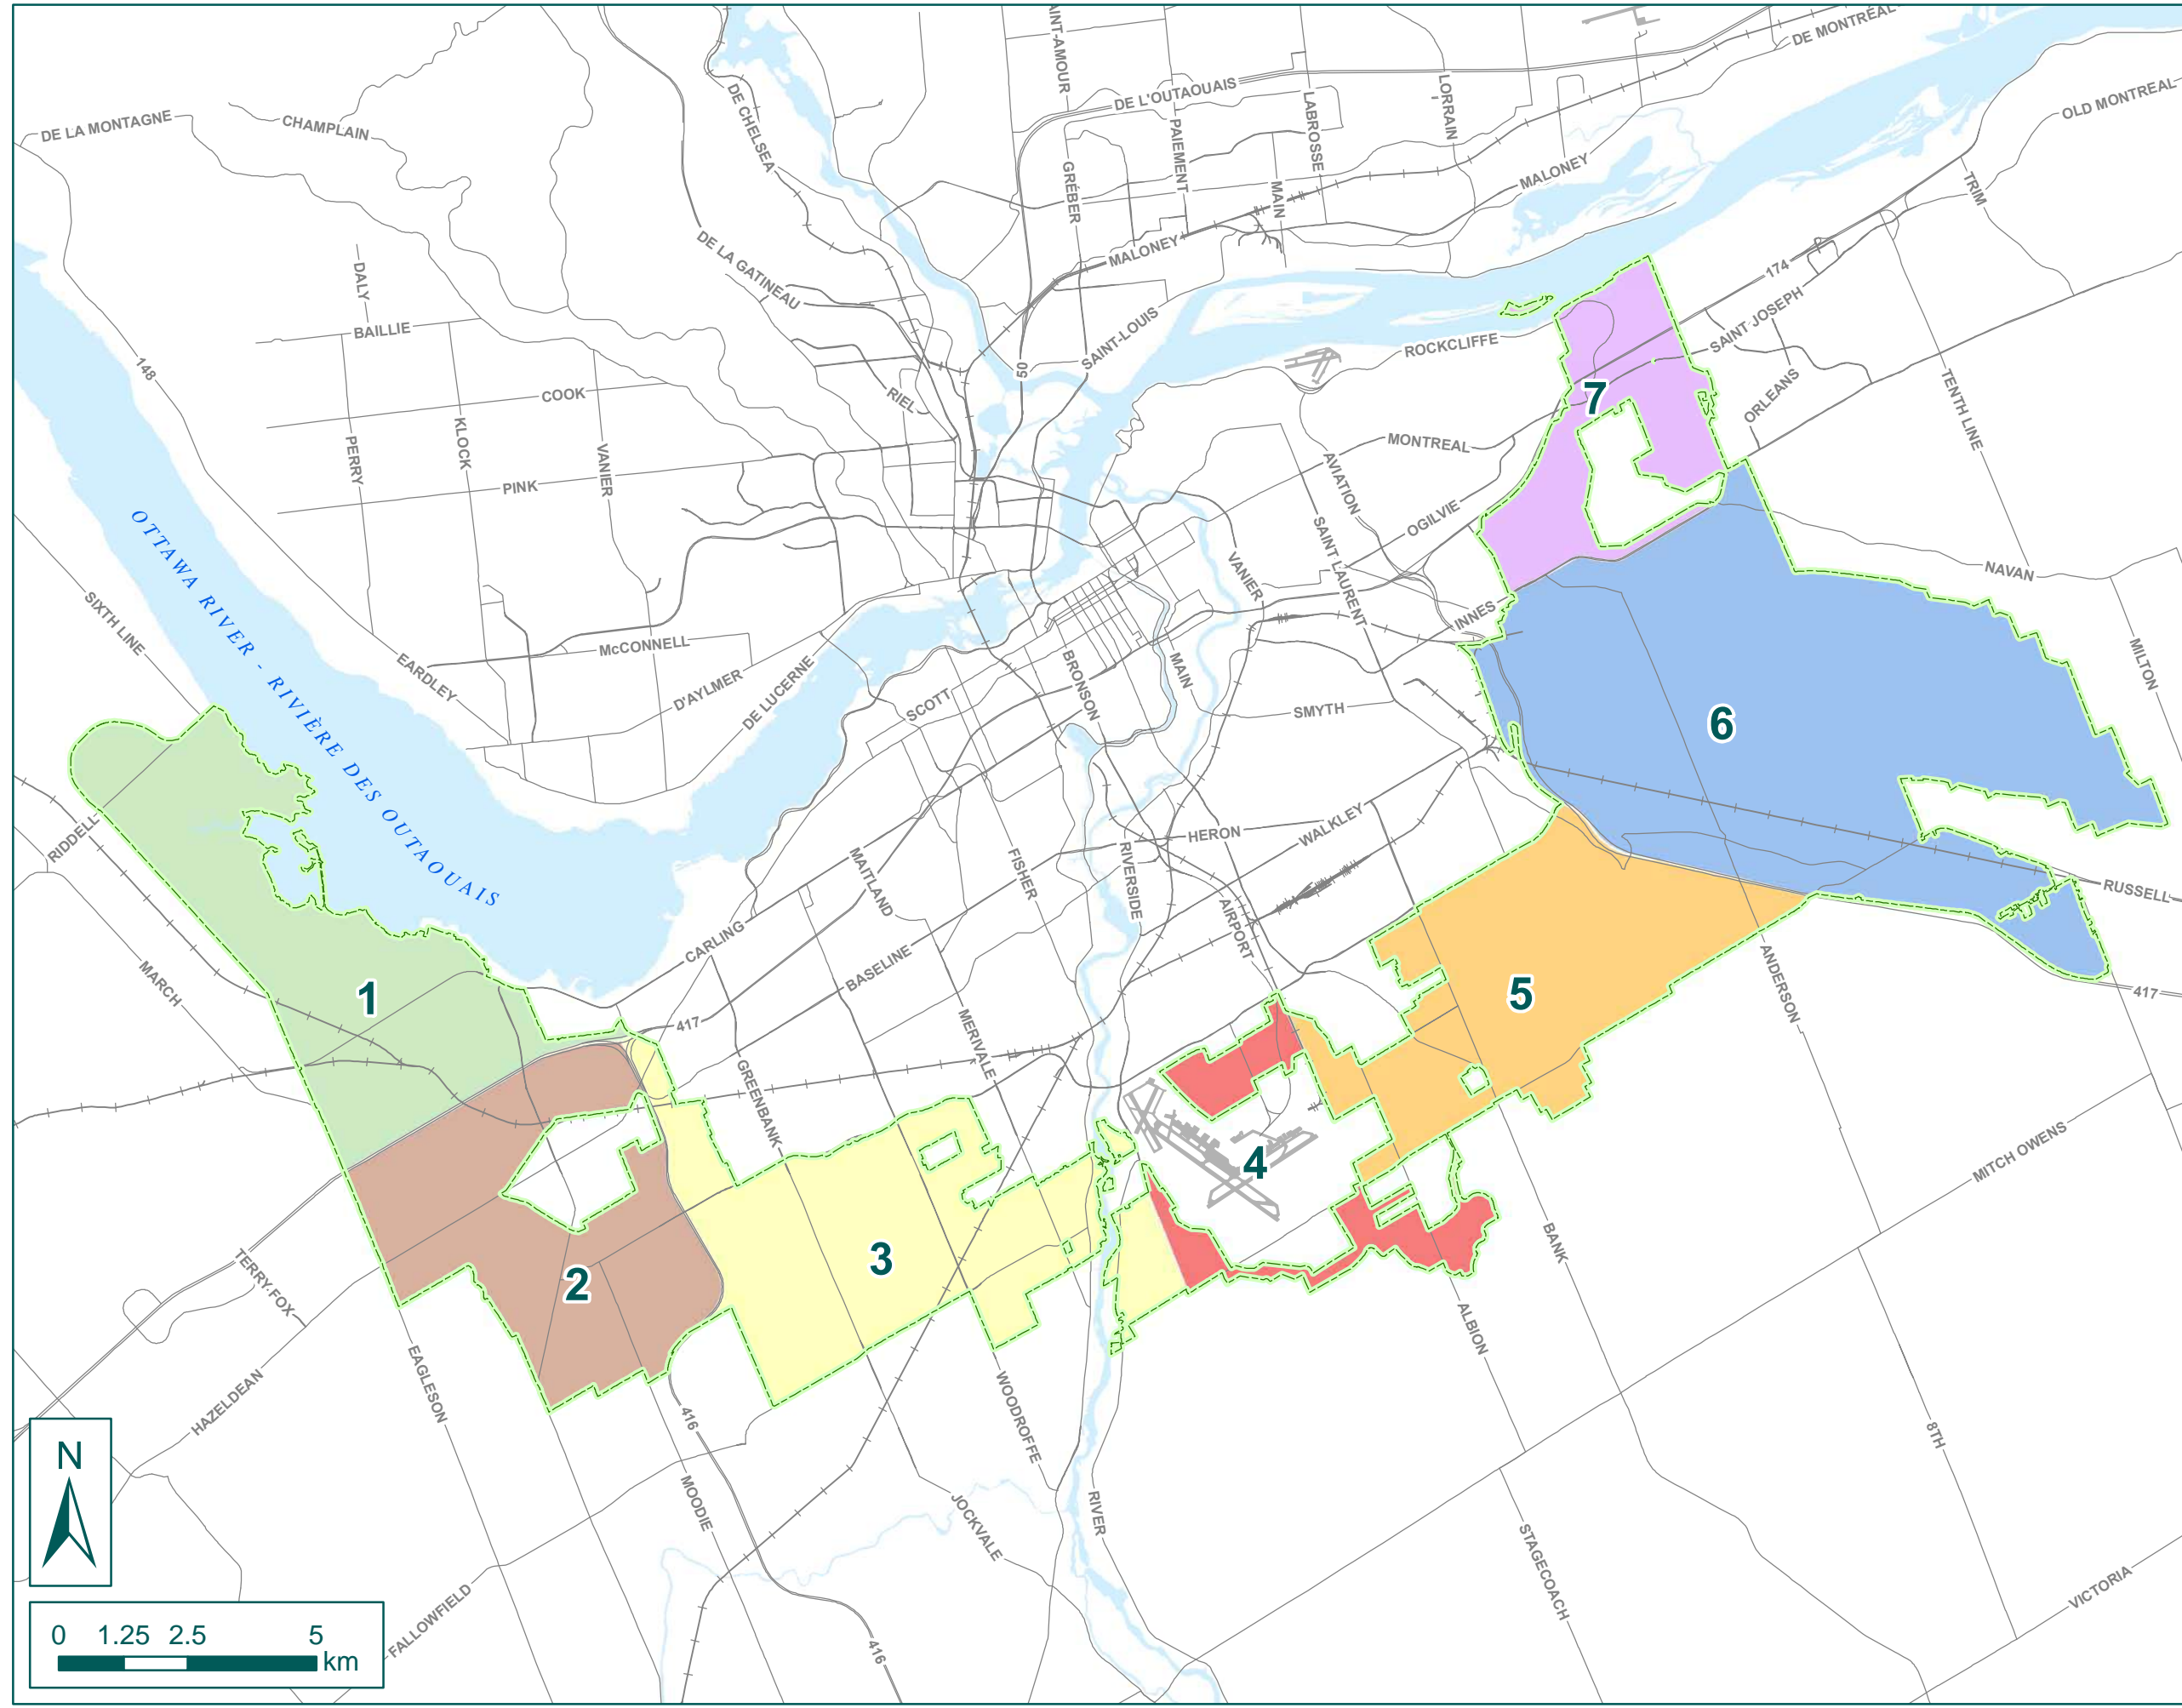 DE MONTRÉAL
OLD MONTREAL
SAINT-AMOUR
DE L'OUTAOUAIS
DE CHELSEA
PAIEMENT
LABROSSE
LORRAIN
DE LA MONTAGNE
CHAMPLAIN
GRÉBER
MAIN
MALONEY
TRIM
DE LA GATINEAU
MALONEY
174
DALY
BAILLIE
148
SAINT-LOUIS
50
ROCKCLIFFE
SAINT JOSEPH
COOK
RIEL
7
ORLEANS
TENTH LINE
PERRY
KLOCK
VANIER
PINK
MONTREAL
AVIATION
OGILVIE
SAINT LAURENT
VANIER
NAVAN
OTTAWA RIVER - RIVIÈRE DES OUTAOUAIS
SIXTH LINE
EARDLEY
McCONNELL
D'AYLMER
DE LUCERNE
SCOTT
BRONSON
MAIN
INNES
SMYTH
6
MILTON
RIDDELL
MARCH
MAITLAND
FISHER
RIVERSIDE
HERON
WALKLEY
AIRPORT
CARLING
BASELINE
RUSSELL
ANDERSON
417
1
5
417
GREENBANK
MERIVALE
4
MITCH OWENS
3
2
TERRY FOX
BANK
ALBION
HAZELDEAN
EAGLESON
416
WOODROFFE
8TH
N
MOODIE
JOCKVALE
RIVER
STAGECOACH
VICTORIA
FALLOWFIELD
416
0 1.25 2.5 5
km